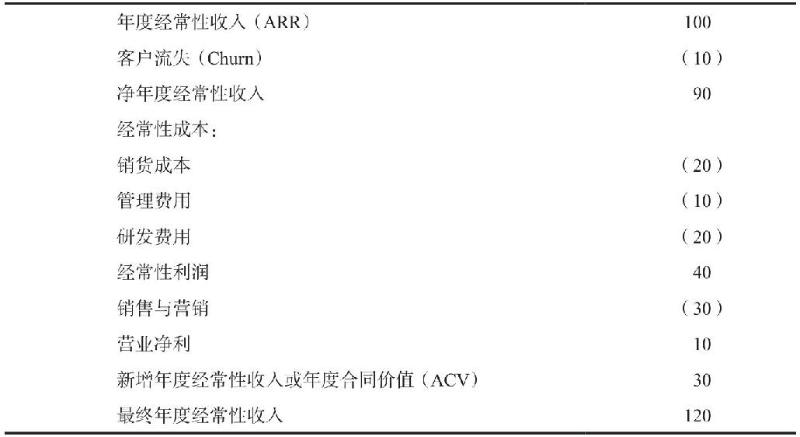 年度经常性收入（ARR） 100
客户流失（Churn） （10）
净年度经常性收入 90
经常性成本：
销货成本 （20）
管理费用 （10）
研发费用 （20）
经常性利润 40
销售与营销 （30）
营业净利 10
新增年度经常性收入或年度合同价值（ACV） 30
最终年度经常性收入 120